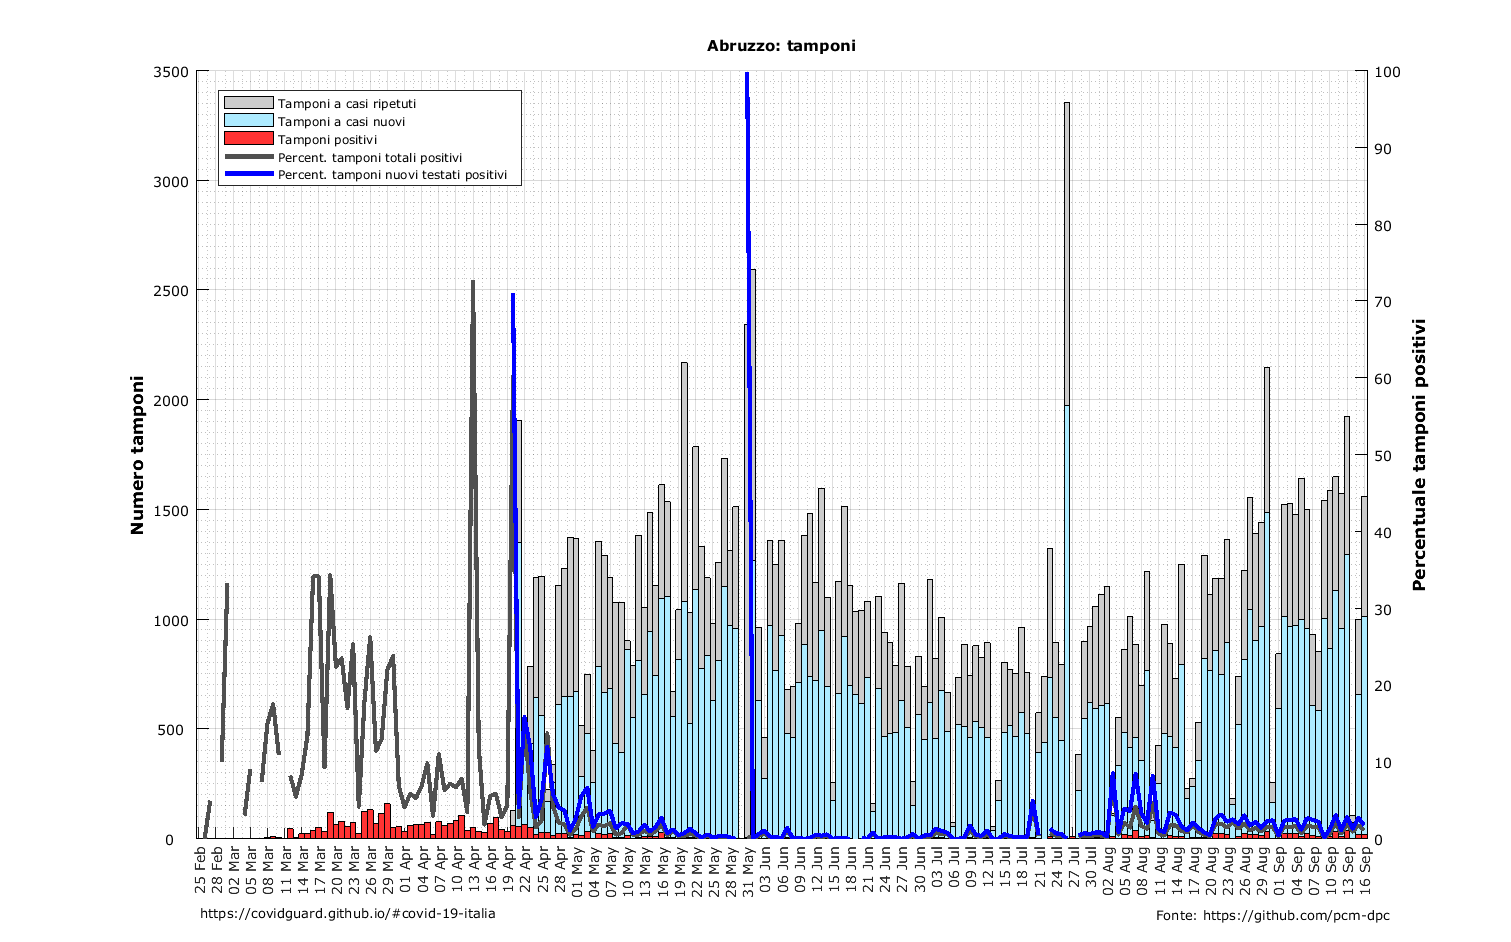 Abruzzo: tamponi
3500
3000
2500
2000
1500
1000
500
0
Numero tamponi
Tamponi a casi ripetuti
Tamponi a casi nuovi
Tamponi positivi
Percent. tamponi totali positivi
Percent. tamponi nuovi testati positivi
100
90
80
70
60
50
40
30
20
10
0
Percentuale tamponi positivi
25 Feb
28 Feb
02 Mar
05 Mar
08 Mar
11 Mar
14 Mar
17 Mar
20 Mar
23 Mar
26 Mar
29 Mar
01 Apr
04 Apr
07 Apr
10 Apr
13 Apr
16 Apr
19 Apr
22 Apr
25 Apr
28 Apr
01 May
04 May
07 May
10 May
13 May
16 May
19 May
22 May
25 May
28 May
31 May
03 Jun
06 Jun
09 Jun
12 Jun
15 Jun
18 Jun
21 Jun
24 Jun
27 Jun
30 Jun
03 Jul
06 Jul
09 Jul
12 Jul
15 Jul
18 Jul
21 Jul
24 Jul
27 Jul
30 Jul
02 Aug
05 Aug
08 Aug
11 Aug
14 Aug
17 Aug
20 Aug
23 Aug
26 Aug
29 Aug
01 Sep
04 Sep
07 Sep
10 Sep
13 Sep
16 Sep
https://covidguard.github.io/#covid-19-italia
Fonte: https://github.com/pcm-dpc